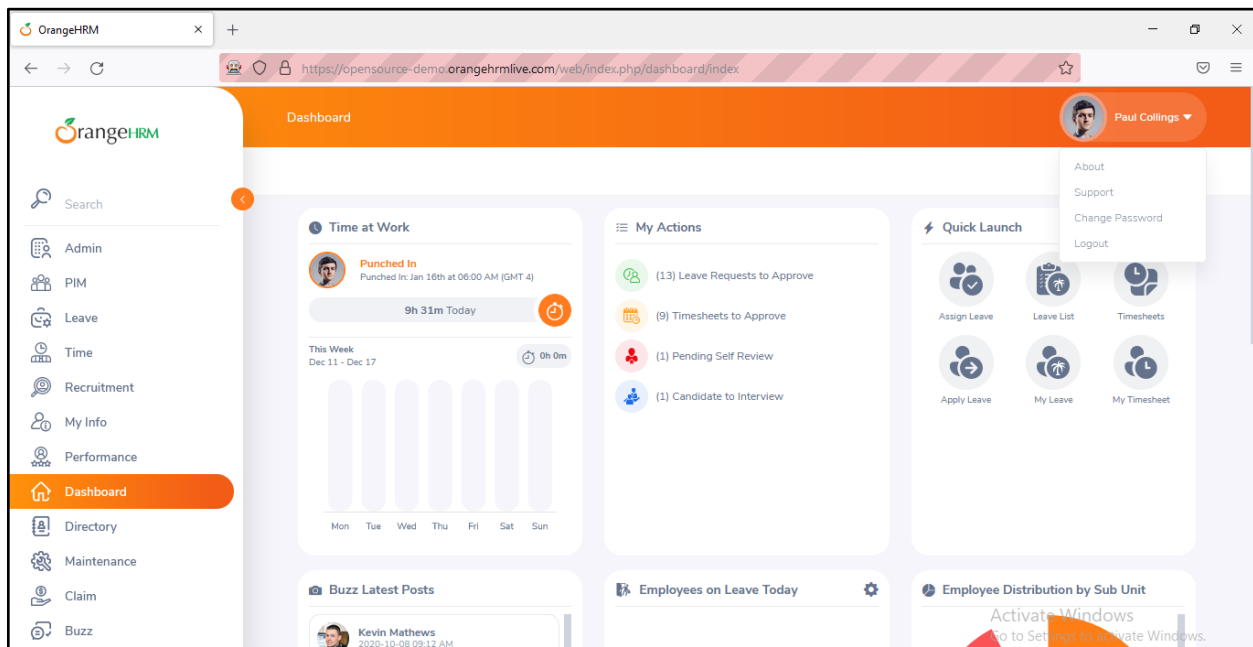 OrangeHRM
https://opensource-demo.orangehrmlive.com/web/index.php/dashboard/index
OrangeHRM
Dashboard
Paul Collings
About
Support
Change Password
Logout
Search
Admin
PIM
Leave
Time
Recruitment
My Info
Performance
Dashboard
Directory
Maintenance
Claim
Buzz
Time at Work
Punched In
Punched In: Jan 16th at 06:00 AM (GMT 4)
9h 31m Today
This Week
Dec 11 - Dec 17
0h 0m
Mon Tue Wed Thu Fri Sat Sun
My Actions
(13) Leave Requests to Approve
(9) Timesheets to Approve
(1) Pending Self Review
(1) Candidate to Interview
Quick Launch
Assign Leave Leave List Timesheets
Apply Leave My Leave My Timesheet
Buzz Latest Posts
Kevin Mathews
2020-10-08 09:12 AM
Employees on Leave Today
Employee Distribution by Sub Unit
Activate Windows
Go to Settings to activate Windows.